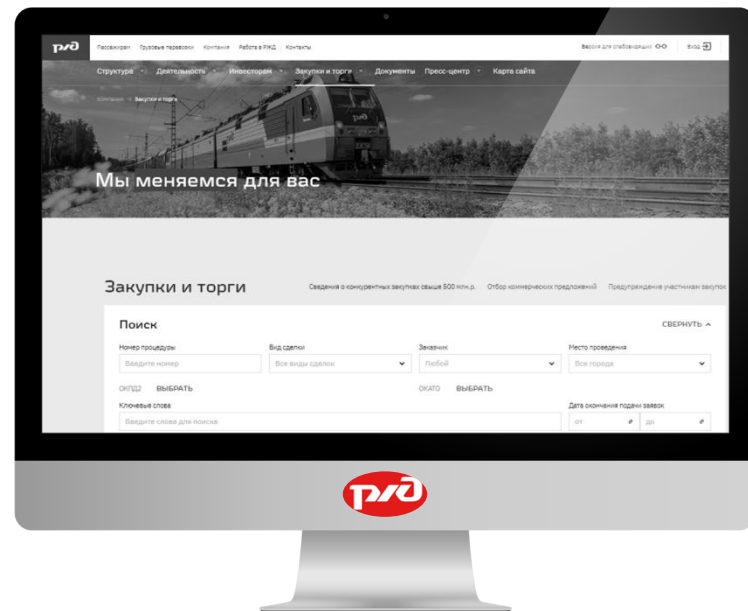 РЖД Пассажирам Грузовые перевозки Компания Работа в РЖД Контакты Версия для слабовидящих Вход
Структура Деятельность Инвесторам Закупки и торги Документы Пресс-центр Карта сайта
Компания → Закупки и торги
РЖД
Мы меняемся для вас
Закупки и торги Сведения о конкурентных закупках свыше 500 млн.р. Отбор коммерческих предложений Предупреждение участникам закупок
Поиск СВЕРНУТЬ
Номер процедуры Вид сделки Заказчик Место проведения
Введите номер Все виды сделок Любой Все города
ОКПД2 ВЫБРАТЬ ОКАТО ВЫБРАТЬ
Ключевые слова Дата окончания подачи заявок
Введите слова для поиска от до
РЖД